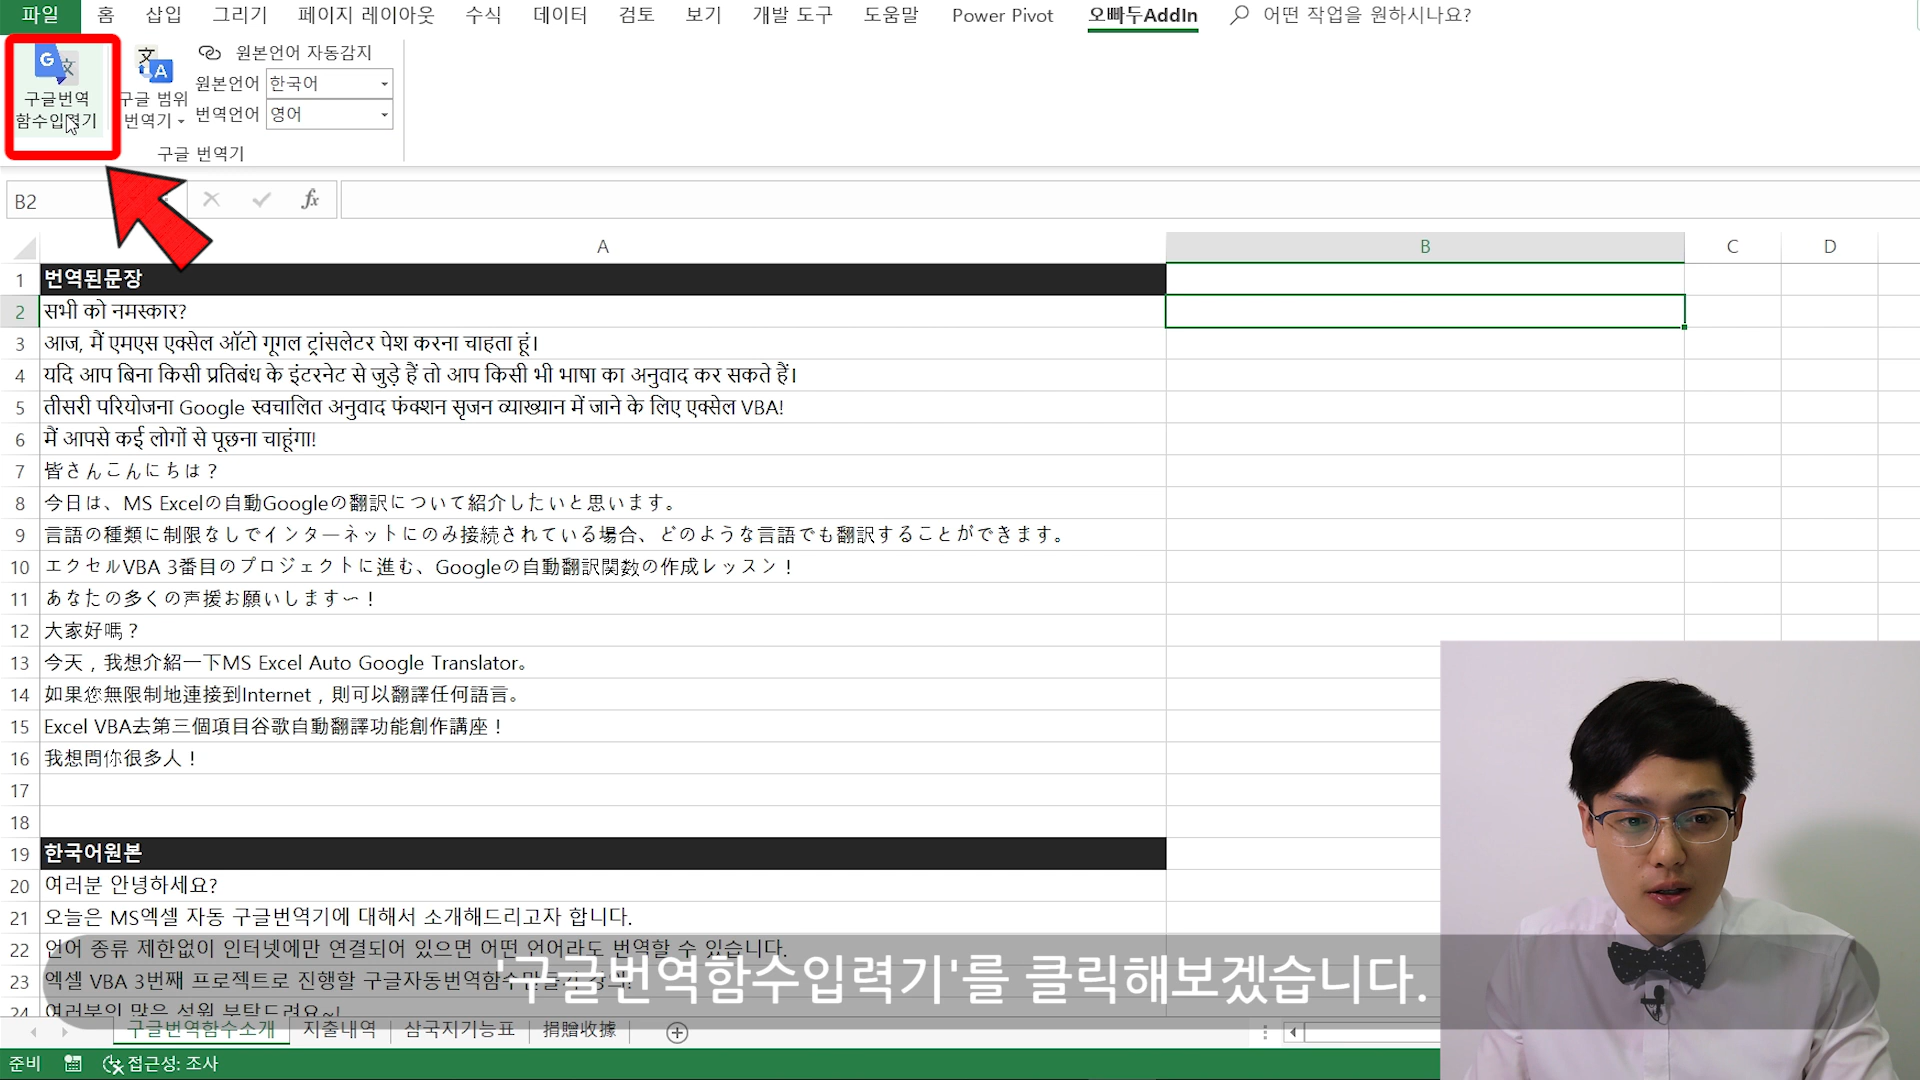 파일 홈 삽입 그리기 페이지 레이아웃 수식 데이터 검토 보기 개발 도구 도움말 Power Pivot 오빠두AddIn 어떤 작업을 원하시나요?
구글번역
함수입력기
구글 범위
번역기
원본언어 자동감지
원본언어 한국어
번역언어 영어
구글 번역기
B2 fx
A B C D
1 번역된문장
2 सभी को नमस्कार?
3 आज, मैं एमएस एक्सेल ऑटो गूगल ट्रांसलेटर पेश करना चाहता हूं।
4 यदि आप बिना किसी प्रतिबंध के इंटरनेट से जुड़े हैं तो आप किसी भी भाषा का अनुवाद कर सकते हैं।
5 तीसरी परियोजना Google स्वचालित अनुवाद फंक्शन सृजन व्याख्यान में जाने के लिए एक्सेल VBA!
6 मैं आपसे कई लोगों से पूछना चाहूंगा!
7 皆さんこんにちは？
8 今日は、MS Excelの自動Googleの翻訳について紹介したいと思います。
9 言語の種類に制限なしでインターネットにのみ接続されている場合、どのような言語でも翻訳することができます。
10 エクセルVBA 3番目のプロジェクトに進む、Googleの自動翻訳関数の作成レッスン！
11 あなたの多くの声援お願いします〜！
12 大家好嗎？
13 今天，我想介紹一下MS Excel Auto Google Translator。
14 如果您無限制地連接到Internet，則可以翻譯任何語言。
15 Excel VBA去第三個項目谷歌自動翻譯功能創作講座！
16 我想問你很多人！
17
18
19 한국어원본
20 여러분 안녕하세요?
21 오늘은 MS엑셀 자동 구글번역기에 대해서 소개해드리고자 합니다.
22 언어 종류 제한없이 인터넷에만 연결되어 있으면 어떤 언어라도 번역할 수 있습니다.
23 엑셀 VBA 3번째 프로젝트로 진행할 구글자동번역함수만들기
24 여러분의 많은 성원 부탁드려요~!
'구글번역함수입력기'를 클릭해보겠습니다.
구글번역함수소개 지출내역 삼국지기능표 捐贈收據
준비 접근성: 조사